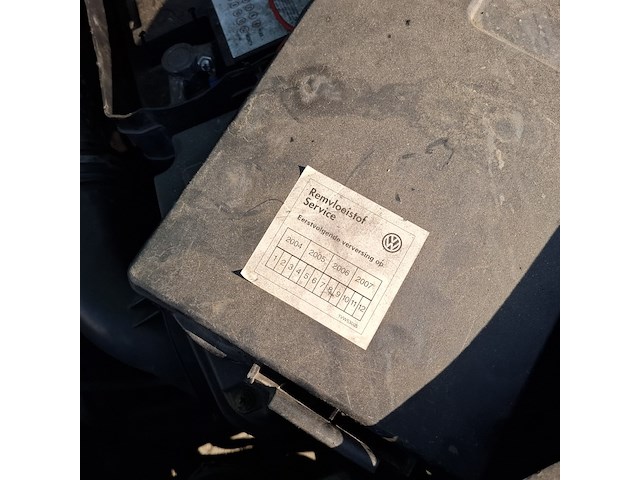 Remvloeistof
Service
Eerstvolgende verversing op
2004 2005 2006 2007
1 2 3 4 5 6 7 8 9 10 11 12